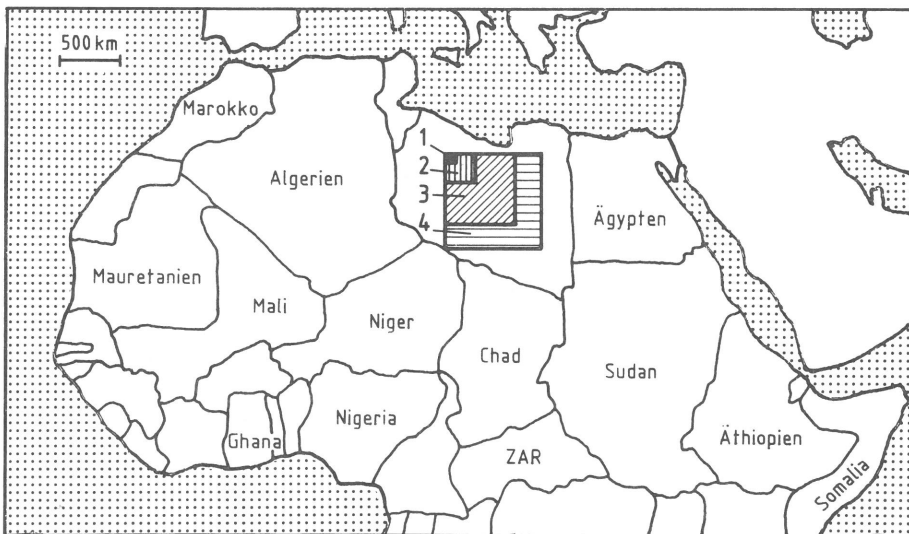 500 km
Marokko
1
2
Algerien
3
Ägypten
4
Mauretanien
Mali
Niger
Chad
Sudan
Nigeria
Ghana
Äthiopien
ZAR
Somalia